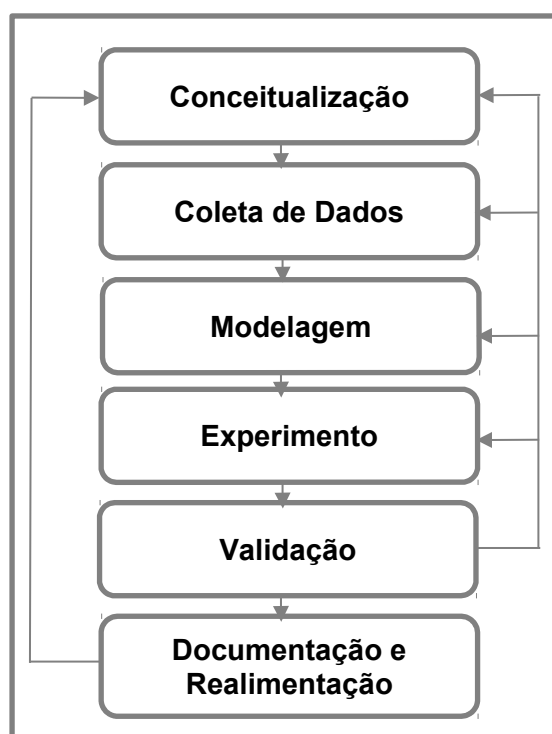 Conceitualização
Coleta de Dados
Modelagem
Experimento
Validação
Documentação e
Realimentação